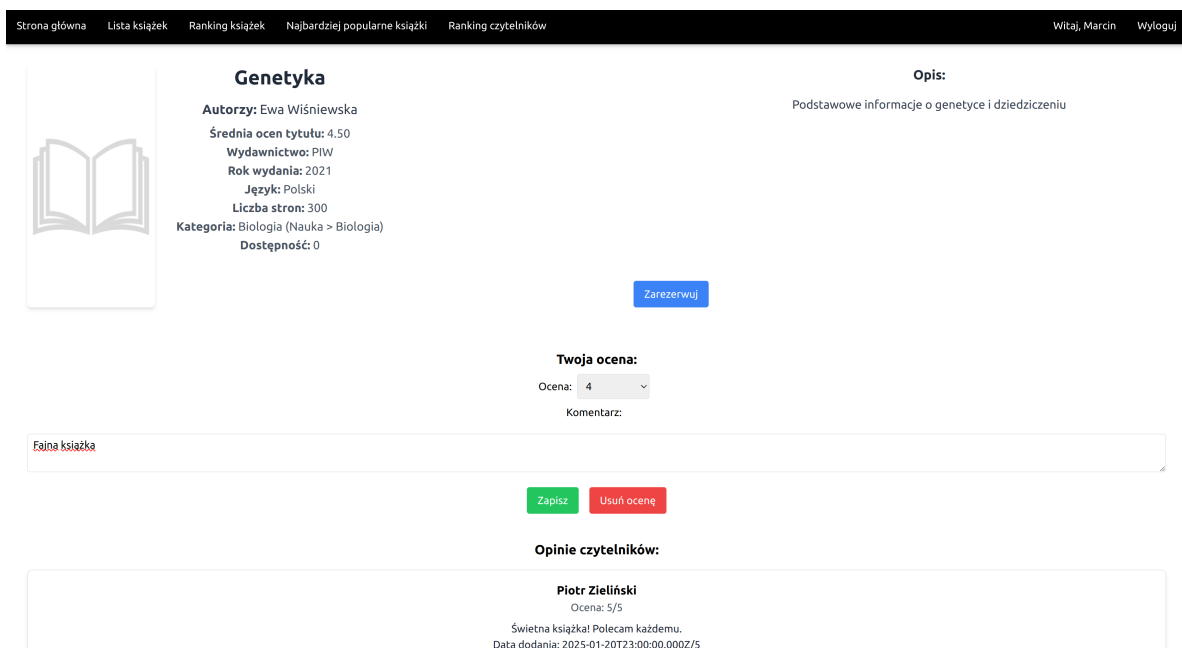 Strona główna Lista książek Ranking książek Najbardziej popularne książki Ranking czytelników Witaj, Marcin Wyloguj
Genetyka
Autorzy: Ewa Wiśniewska
Średnia ocen tytułu: 4.50
Wydawnictwo: PIW
Rok wydania: 2021
Język: Polski
Liczba stron: 300
Kategoria: Biologia (Nauka > Biologia)
Dostępność: 0
Opis:
Podstawowe informacje o genetyce i dziedziczeniu
Zarezerwuj
Twoja ocena:
Ocena: 4
Komentarz:
Fajna książka
Zapisz Usuń ocenę
Opinie czytelników:
Piotr Zieliński
Ocena: 5/5
Świetna książka! Polecam każdemu.
Data dodania: 2025-01-20T23:00:00.000Z/5